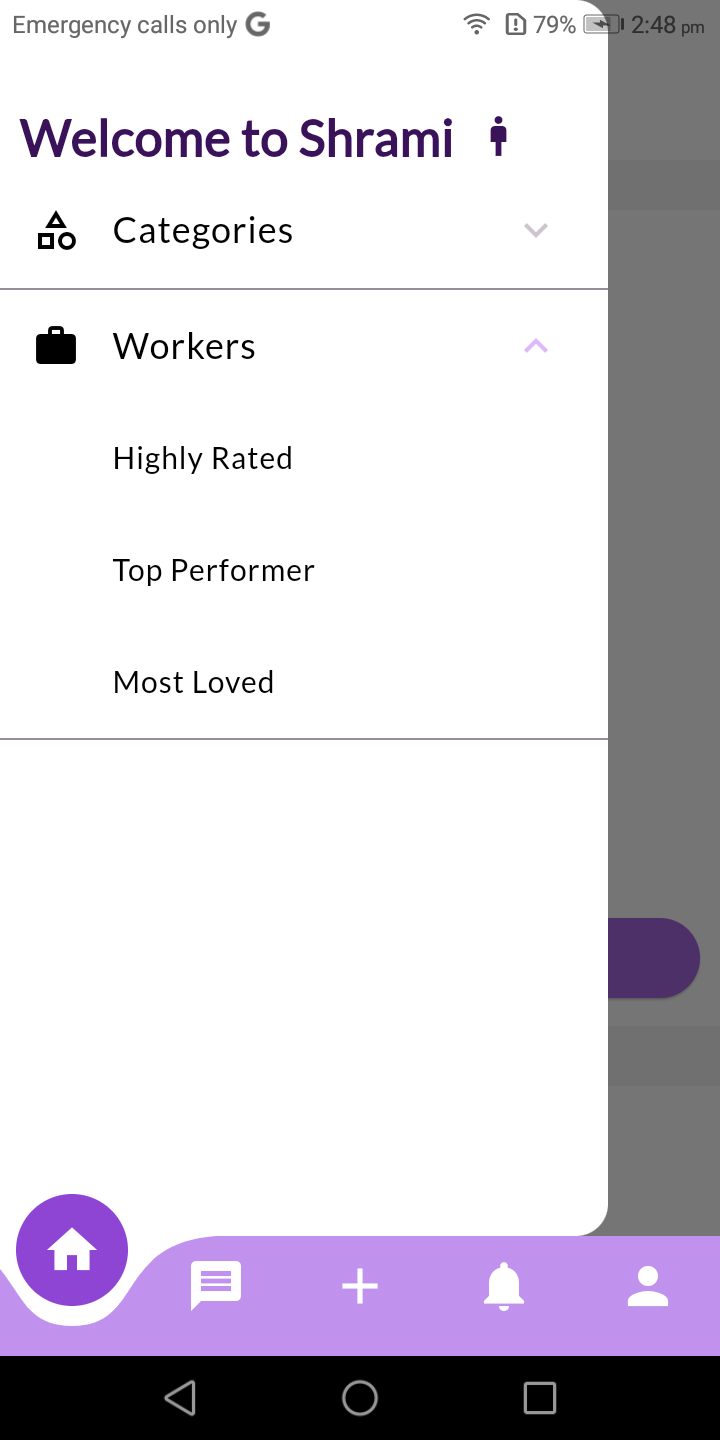 Emergency calls only G 79% 2:48 pm
Welcome to Shrami
Categories
Workers
Highly Rated
Top Performer
Most Loved